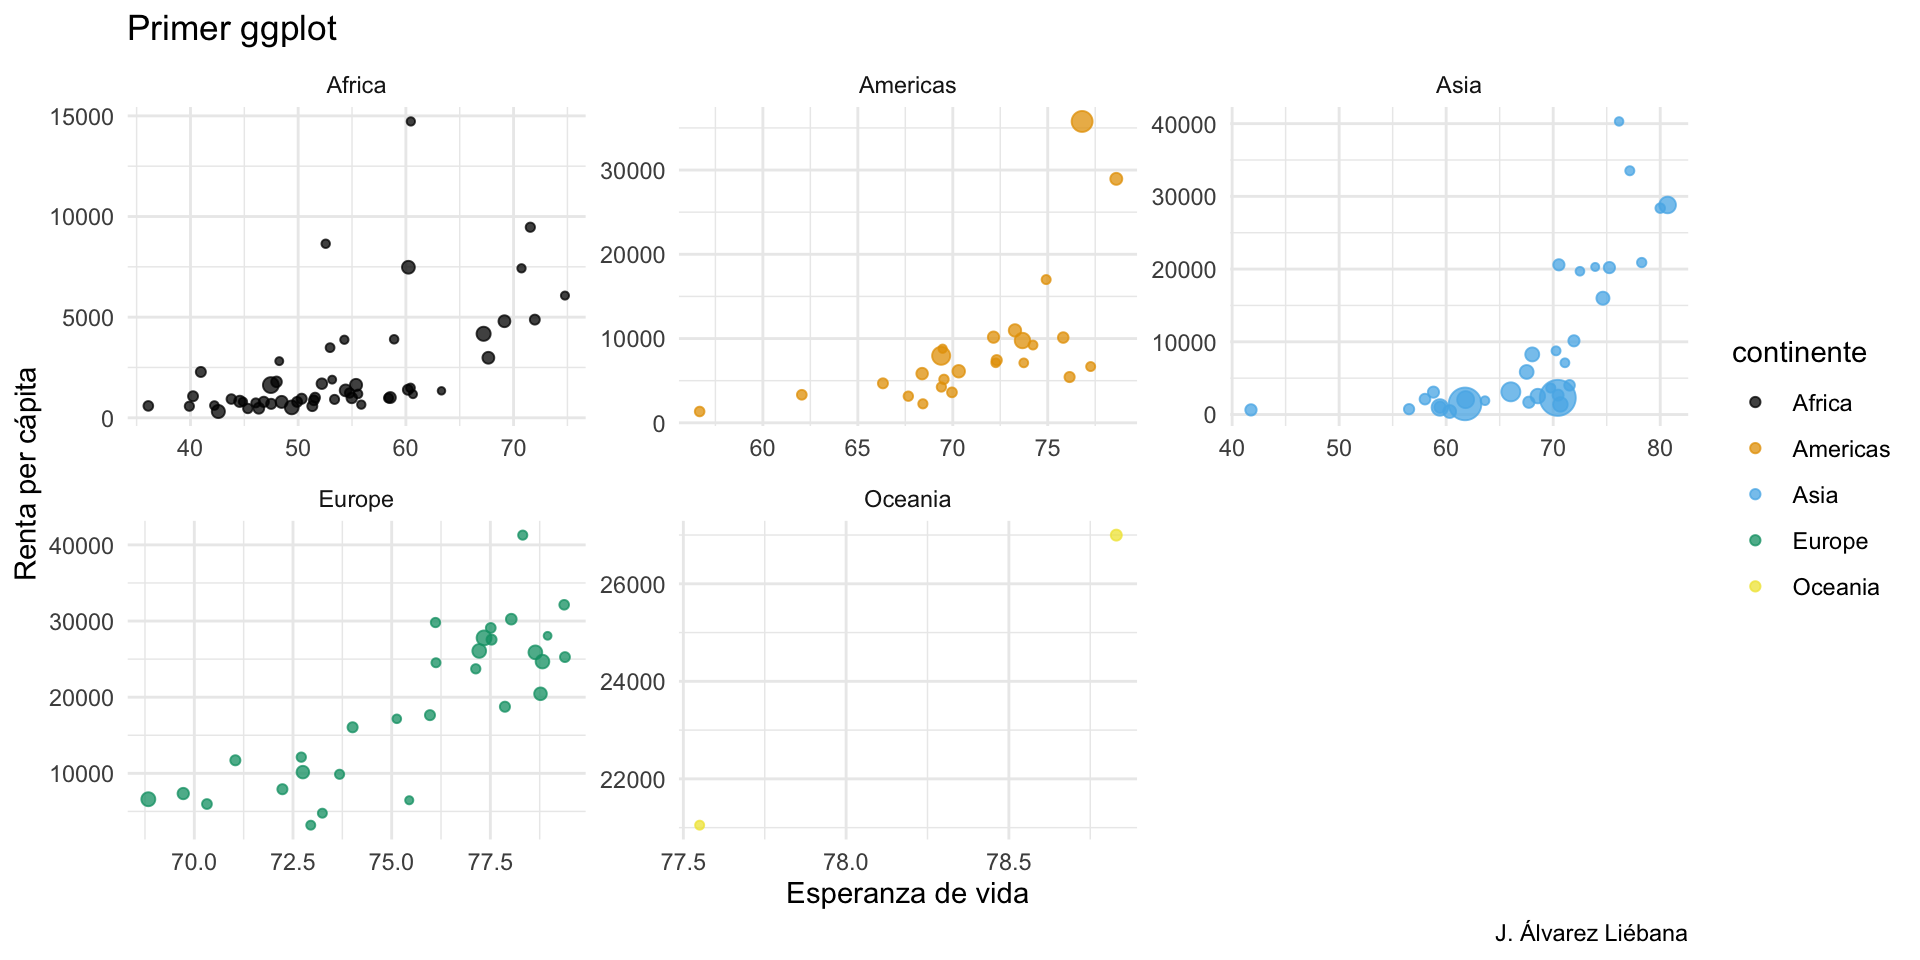 Primer ggplot
Africa
Americas
Asia
15000
10000
5000
0
40 50 60 70
30000
20000
10000
0
60 65 70 75
40000
30000
20000
10000
0
40 50 60 70 80
Renta per cápita
Europe
Oceania
40000
30000
20000
10000
70.0 72.5 75.0 77.5
26000
24000
22000
77.5 78.0 78.5
Esperanza de vida
continente
Africa
Americas
Asia
Europe
Oceania
J. Álvarez Liébana